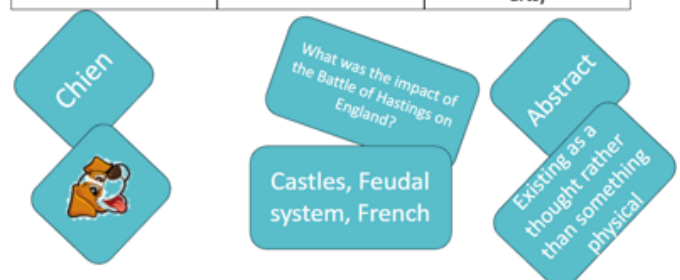 Chien
What was the impact of
the Battle of Hastings on
England?
Castles, Feudal
system, French
Abstract
Existing as a
thought rather
than something
physical